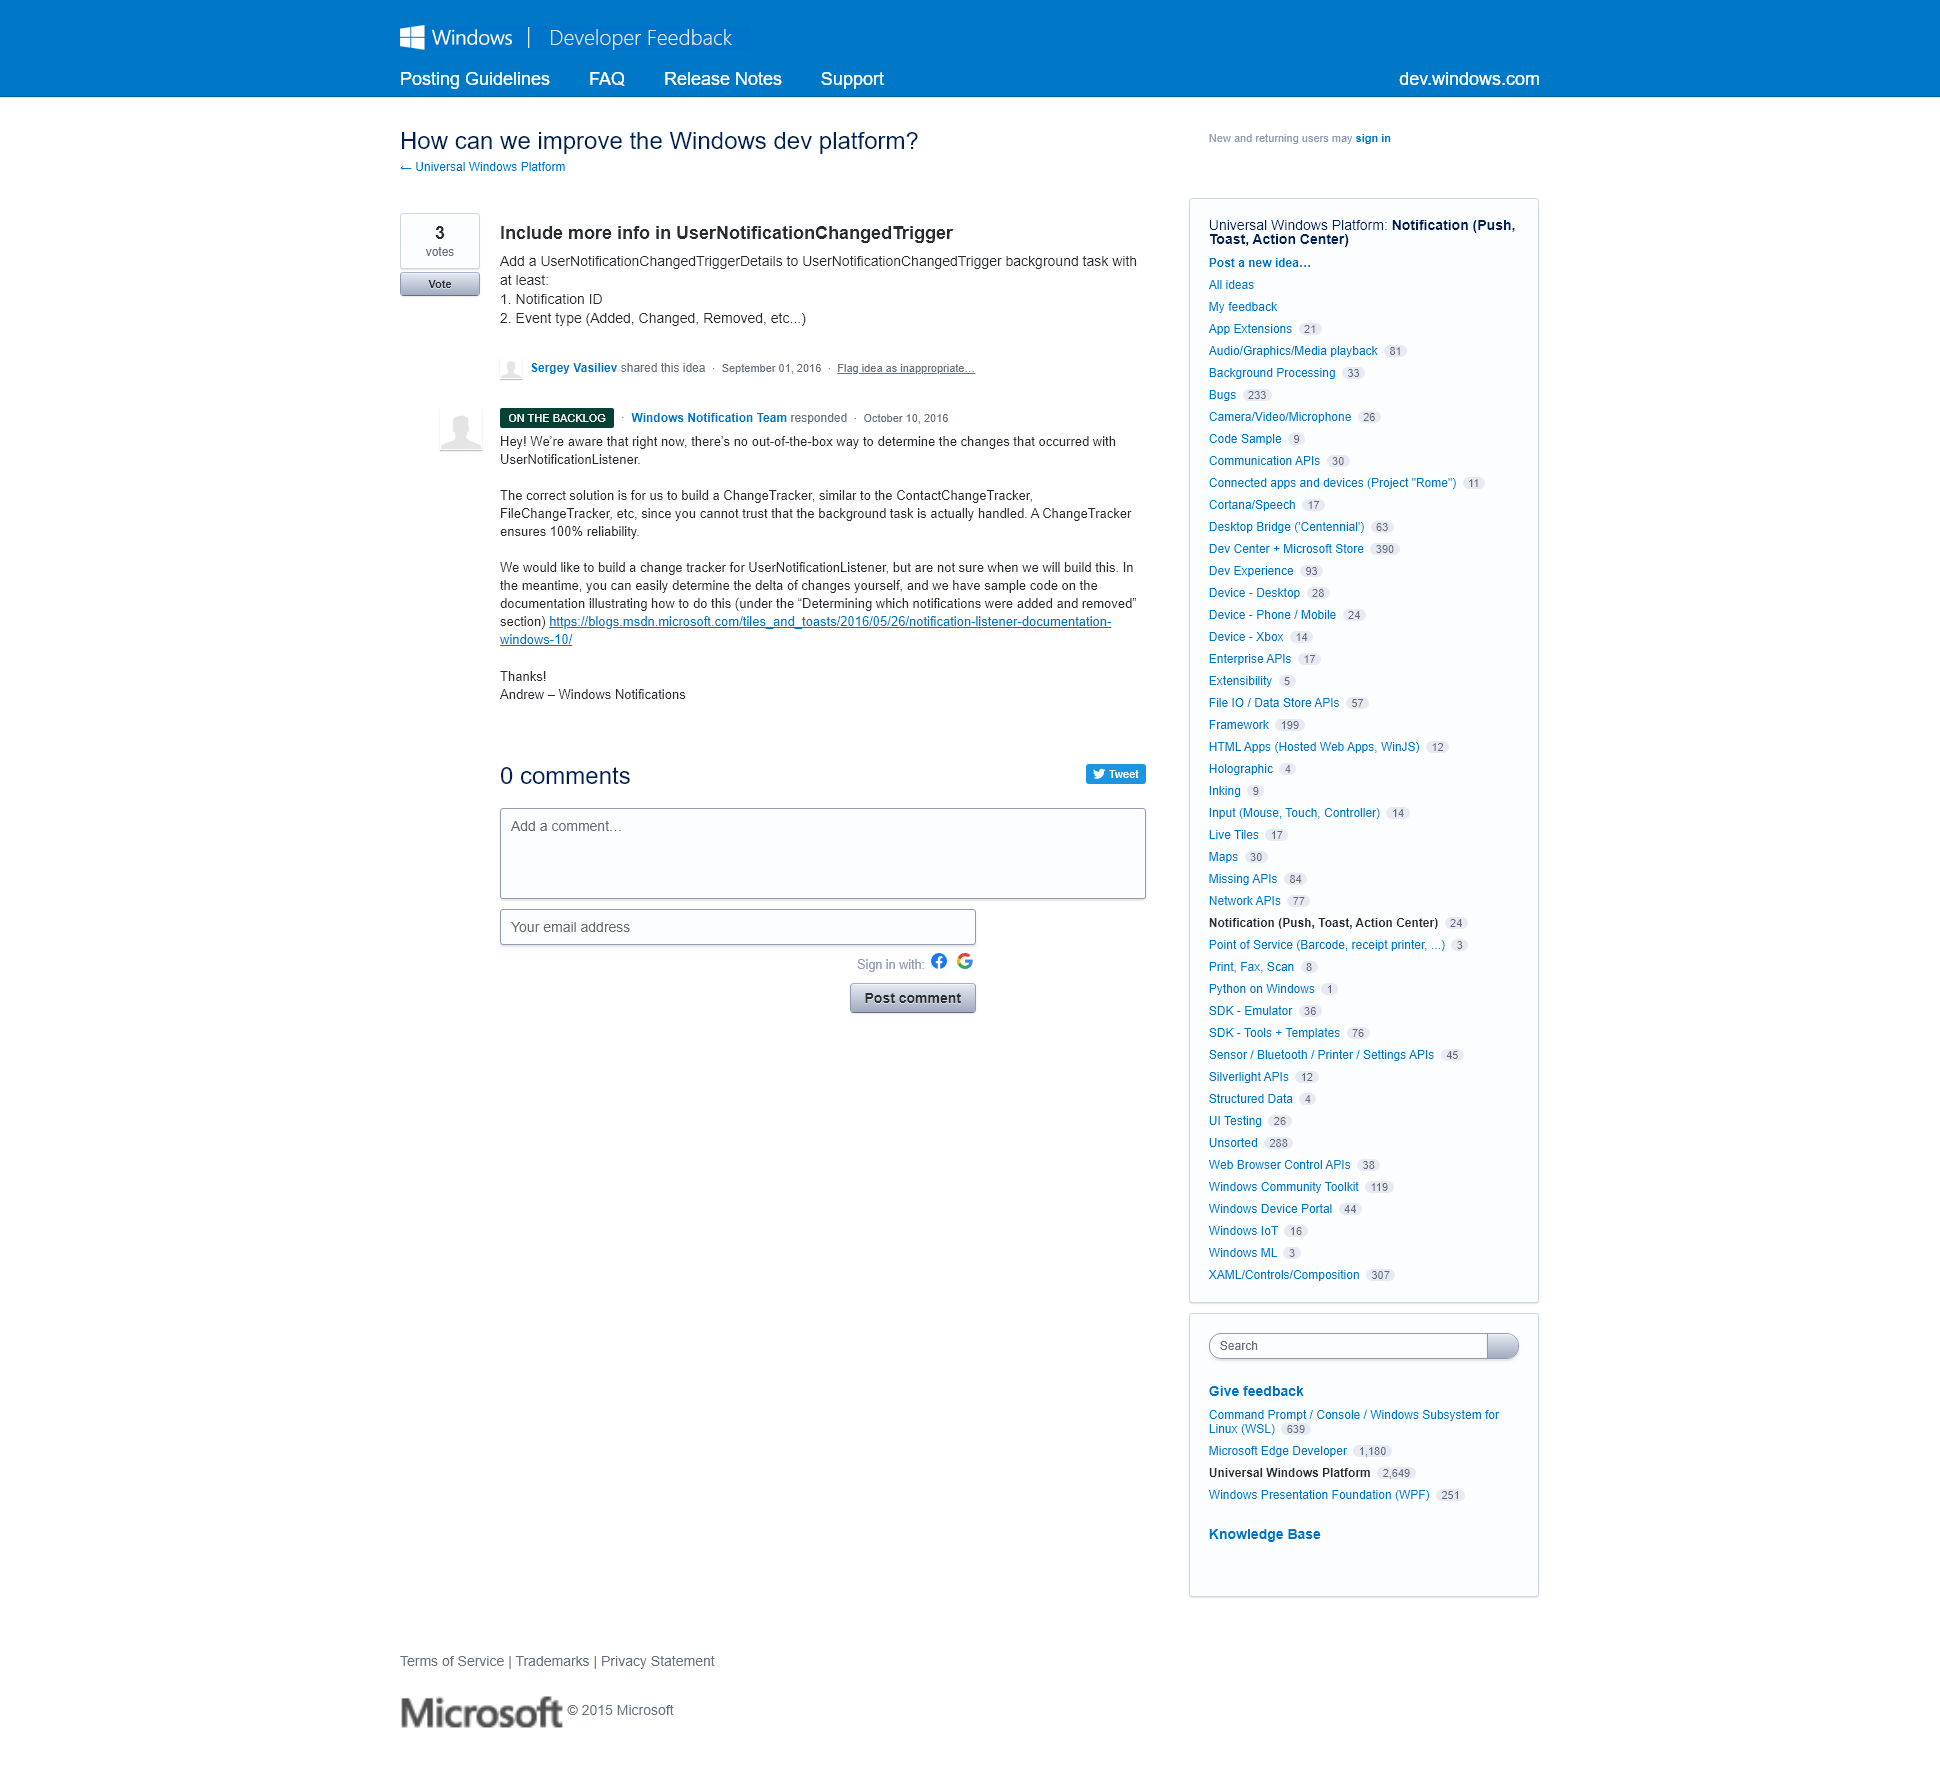 Windows | Developer Feedback
Posting Guidelines FAQ Release Notes Support dev.windows.com
How can we improve the Windows dev platform?
← Universal Windows Platform
New and returning users may sign in
3
votes
Vote
Include more info in UserNotificationChangedTrigger
Add a UserNotificationChangedTriggerDetails to UserNotificationChangedTrigger background task with
at least:
1. Notification ID
2. Event type (Added, Changed, Removed, etc...)
Sergey Vasiliev shared this idea · September 01, 2016 · Flag idea as inappropriate…
ON THE BACKLOG · Windows Notification Team responded · October 10, 2016
Hey! We’re aware that right now, there’s no out-of-the-box way to determine the changes that occurred with
UserNotificationListener.
The correct solution is for us to build a ChangeTracker, similar to the ContactChangeTracker,
FileChangeTracker, etc, since you cannot trust that the background task is actually handled. A ChangeTracker
ensures 100% reliability.
We would like to build a change tracker for UserNotificationListener, but are not sure when we will build this. In
the meantime, you can easily determine the delta of changes yourself, and we have sample code on the
documentation illustrating how to do this (under the “Determining which notifications were added and removed”
section) https://blogs.msdn.microsoft.com/tiles_and_toasts/2016/05/26/notification-listener-documentation-
windows-10/
Thanks!
Andrew – Windows Notifications
0 comments
Tweet
Add a comment…
Your email address
Sign in with:
Post comment
Universal Windows Platform: Notification (Push,
Toast, Action Center)
Post a new idea…
All ideas
My feedback
App Extensions 21
Audio/Graphics/Media playback 81
Background Processing 33
Bugs 233
Camera/Video/Microphone 26
Code Sample 9
Communication APIs 30
Connected apps and devices (Project "Rome") 11
Cortana/Speech 17
Desktop Bridge ('Centennial') 63
Dev Center + Microsoft Store 390
Dev Experience 93
Device - Desktop 28
Device - Phone / Mobile 24
Device - Xbox 14
Enterprise APIs 17
Extensibility 5
File IO / Data Store APIs 57
Framework 199
HTML Apps (Hosted Web Apps, WinJS) 12
Holographic 4
Inking 9
Input (Mouse, Touch, Controller) 14
Live Tiles 17
Maps 30
Missing APIs 84
Network APIs 77
Notification (Push, Toast, Action Center) 24
Point of Service (Barcode, receipt printer, ...) 3
Print, Fax, Scan 8
Python on Windows 1
SDK - Emulator 36
SDK - Tools + Templates 76
Sensor / Bluetooth / Printer / Settings APIs 45
Silverlight APIs 12
Structured Data 4
UI Testing 26
Unsorted 288
Web Browser Control APIs 38
Windows Community Toolkit 119
Windows Device Portal 44
Windows IoT 16
Windows ML 3
XAML/Controls/Composition 307
Search
Give feedback
Command Prompt / Console / Windows Subsystem for
Linux (WSL) 639
Microsoft Edge Developer 1,180
Universal Windows Platform 2,649
Windows Presentation Foundation (WPF) 251
Knowledge Base
Terms of Service | Trademarks | Privacy Statement
Microsoft © 2015 Microsoft